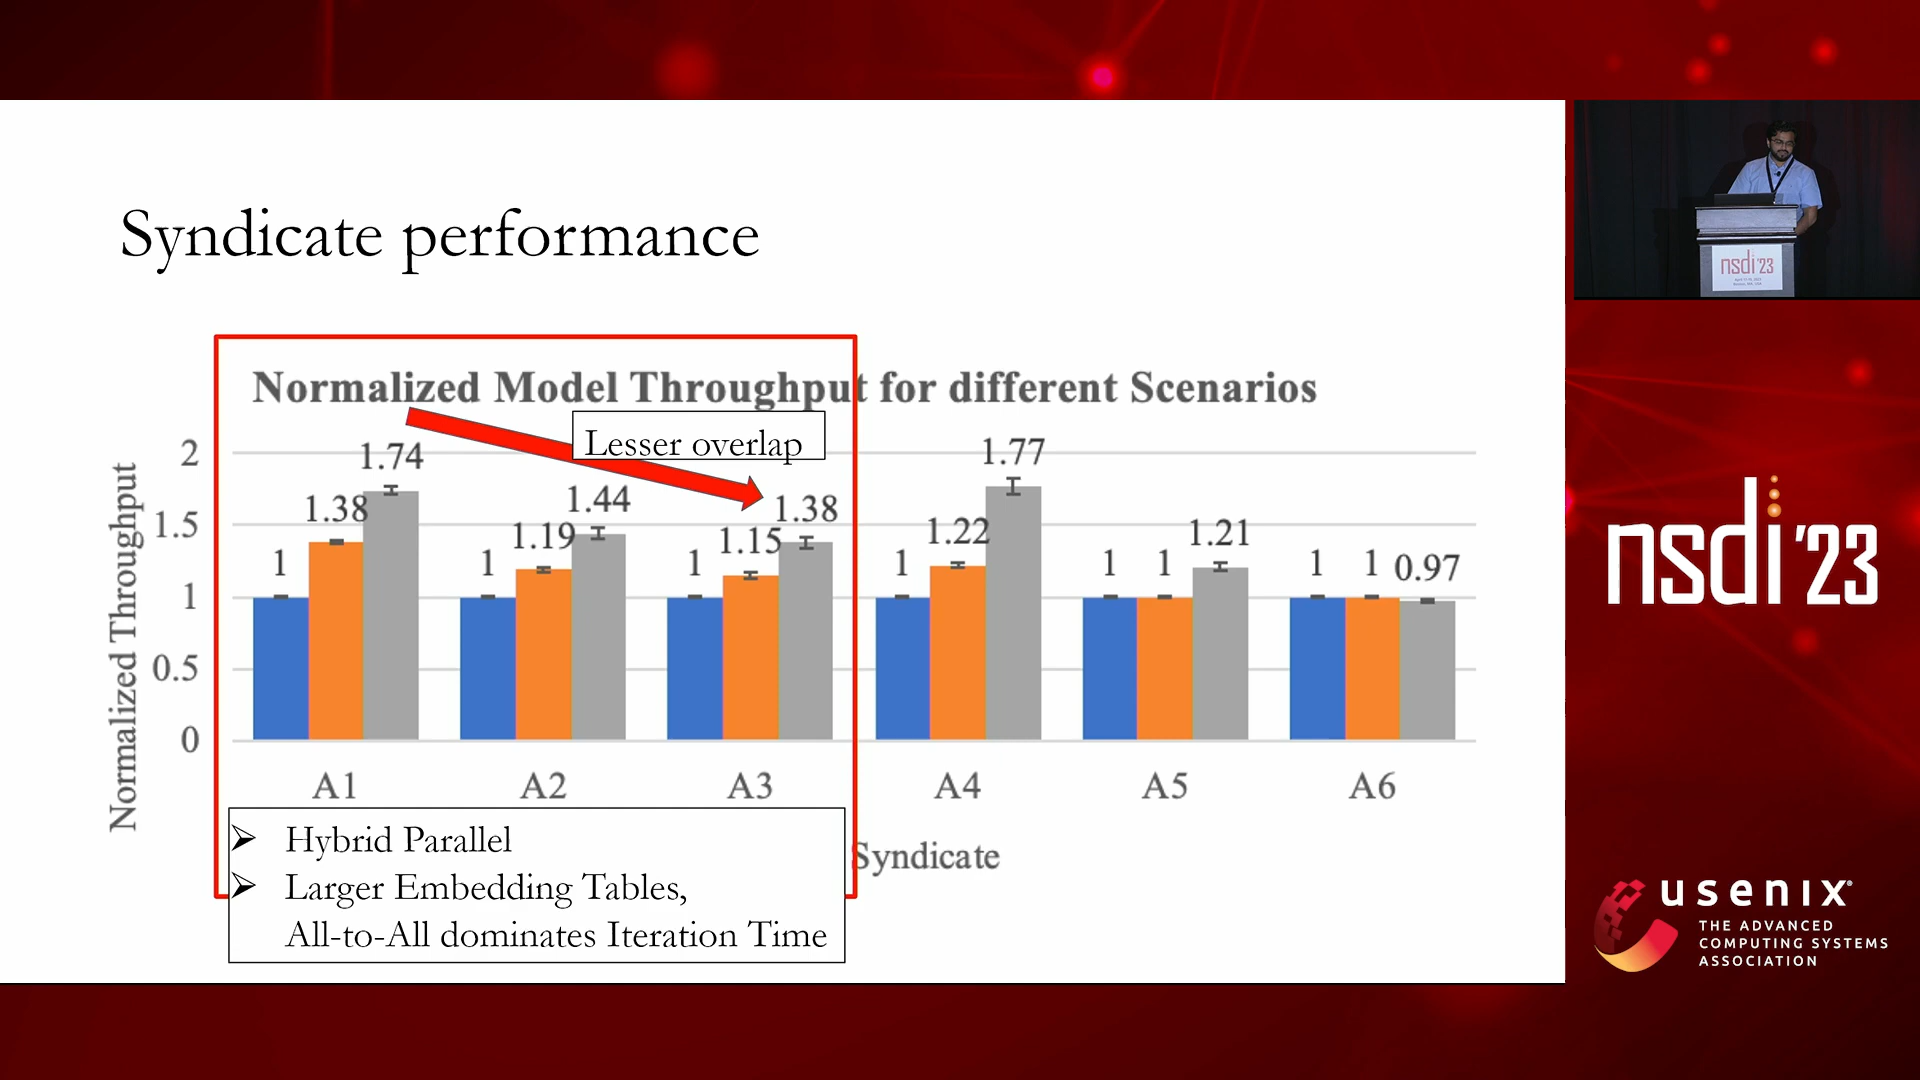 Syndicate performance
Normalized Model Throughput for different Scenarios
Lesser overlap
Normalized Throughput
2
1.5
1
0.5
0
1 1.38 1.74
1 1.19 1.44
1 1.15 1.38
1 1.22 1.77
1 1 1.21
1 1 0.97
A1 A2 A3 A4 A5 A6
Syndicate
➢ Hybrid Parallel
➢ Larger Embedding Tables,
All-to-All dominates Iteration Time
nsdi '23
nsdi '23
usenix®
THE ADVANCED
COMPUTING SYSTEMS
ASSOCIATION